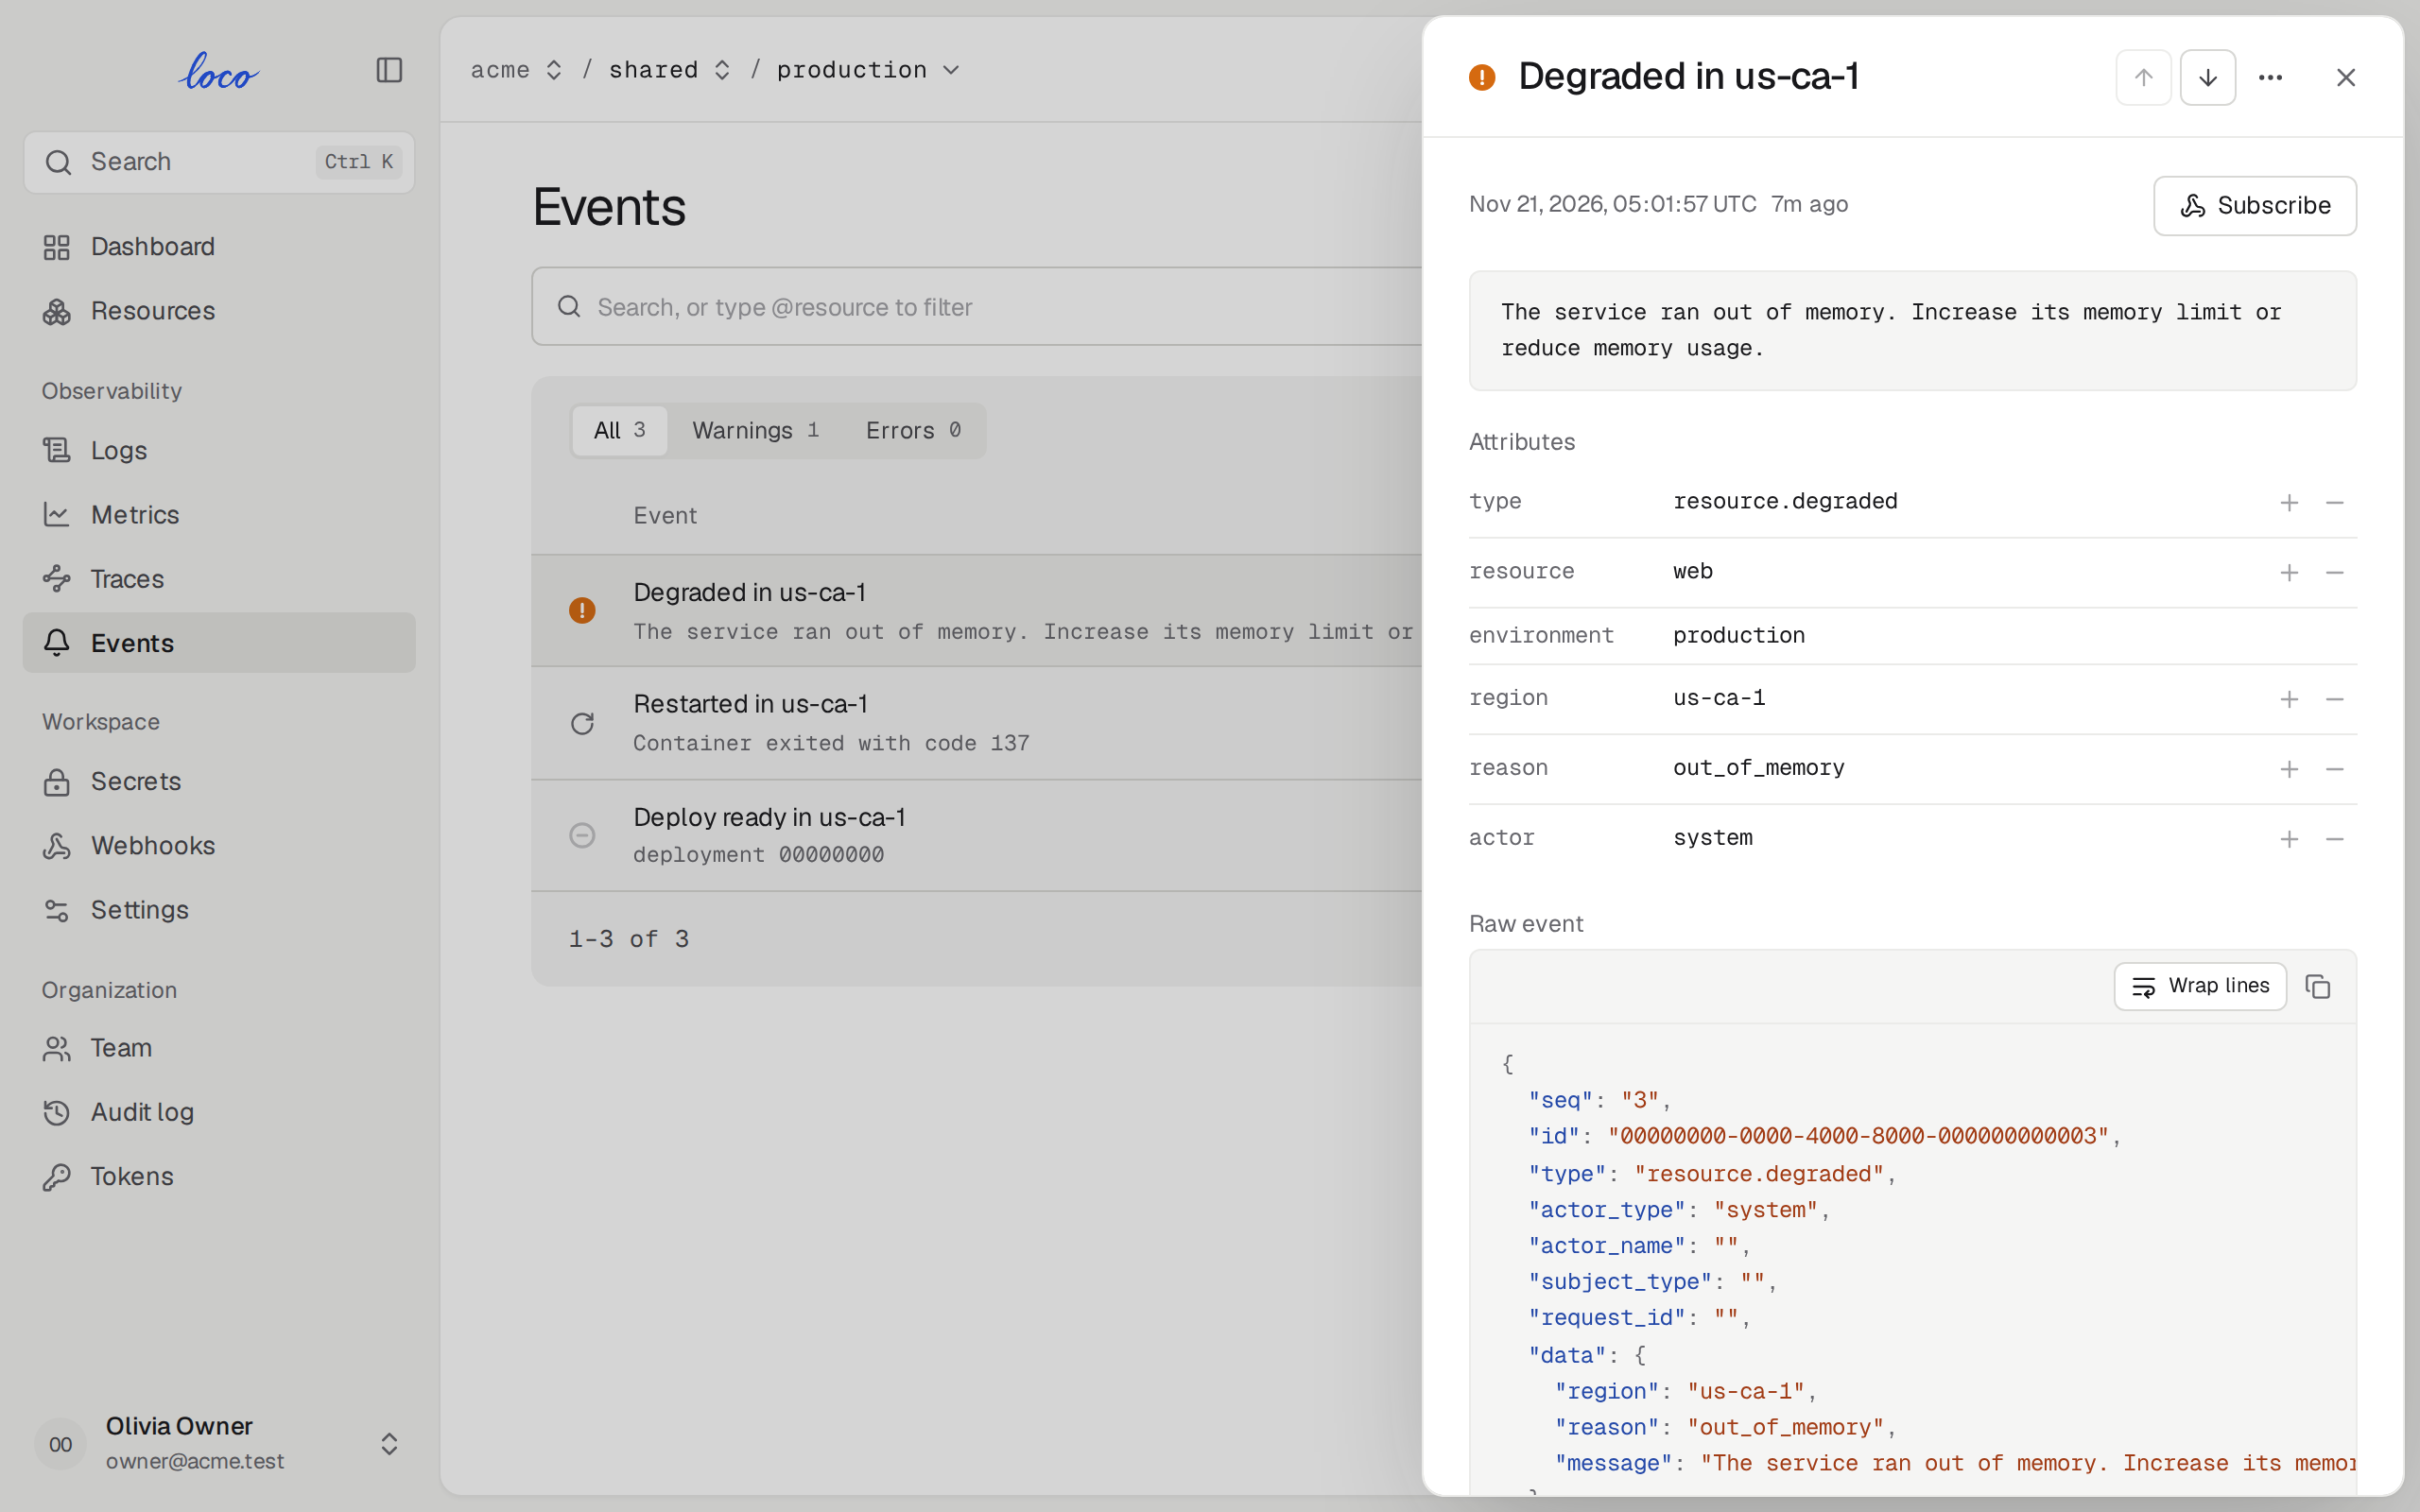 loco
Search Ctrl K
Dashboard
Resources
Observability
Logs
Metrics
Traces
Events
Workspace
Secrets
Webhooks
Settings
Organization
Team
Audit log
Tokens
OO Olivia Owner
owner@acme.test
acme / shared / production
Events
Search, or type @resource to filter
All 3 Warnings 1 Errors 0
Event
Degraded in us-ca-1
The service ran out of memory. Increase its memory limit or
Restarted in us-ca-1
Container exited with code 137
Deploy ready in us-ca-1
deployment 00000000
1-3 of 3
Degraded in us-ca-1
Nov 21, 2026, 05:01:57 UTC 7m ago
Subscribe
The service ran out of memory. Increase its memory limit or
reduce memory usage.
Attributes
type resource.degraded
resource web
environment production
region us-ca-1
reason out_of_memory
actor system
Raw event
Wrap lines
{
"seq": "3",
"id": "00000000-0000-4000-8000-000000000003",
"type": "resource.degraded",
"actor_type": "system",
"actor_name": "",
"subject_type": "",
"request_id": "",
"data": {
"region": "us-ca-1",
"reason": "out_of_memory",
"message": "The service ran out of memory. Increase its memor